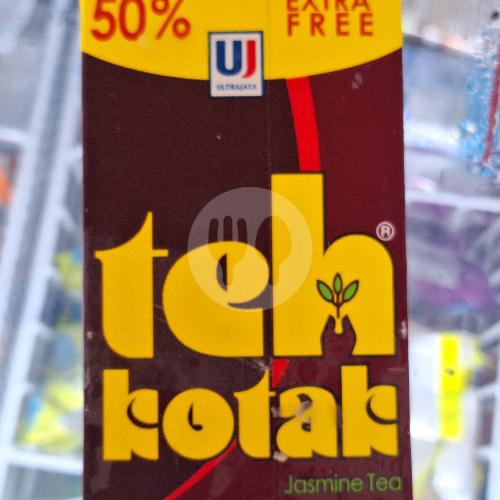 50% EXTRA
FREE
UJ
ULTRAJAYA
teh®
kotak
Jasmine Tea